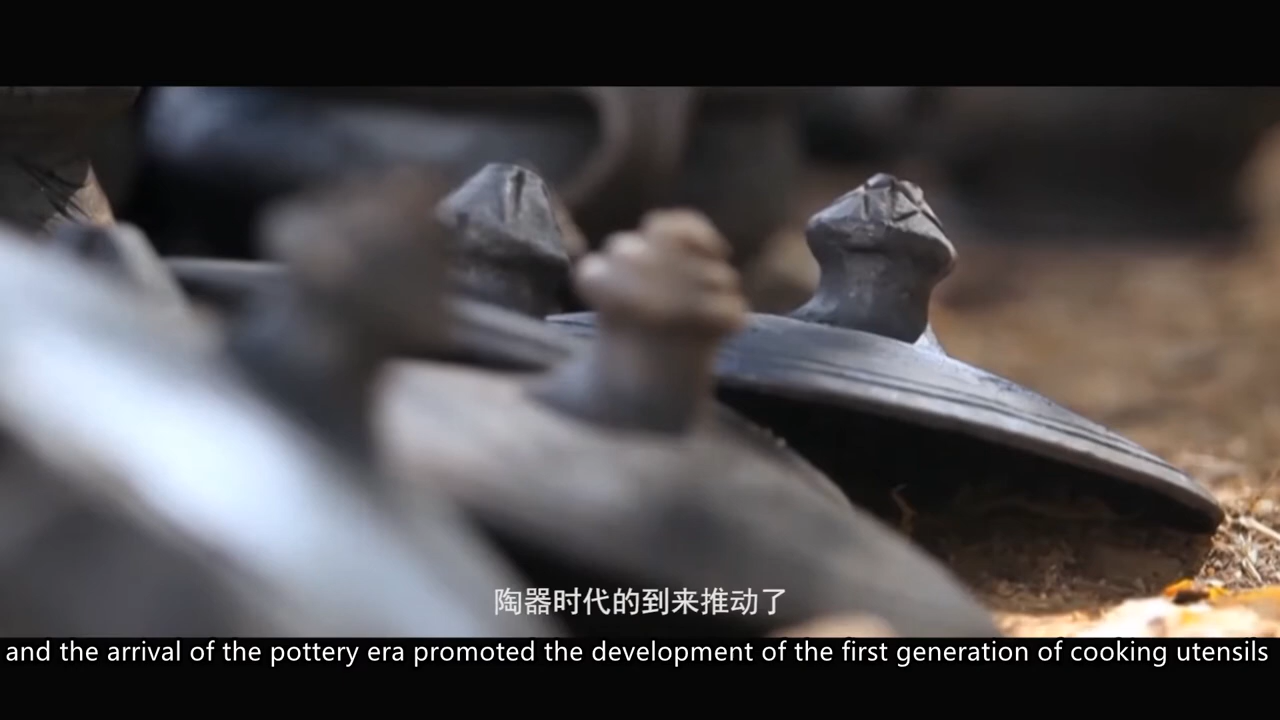 陶器时代的到来推动了
and the arrival of the pottery era promoted the development of the first generation of cooking utensils